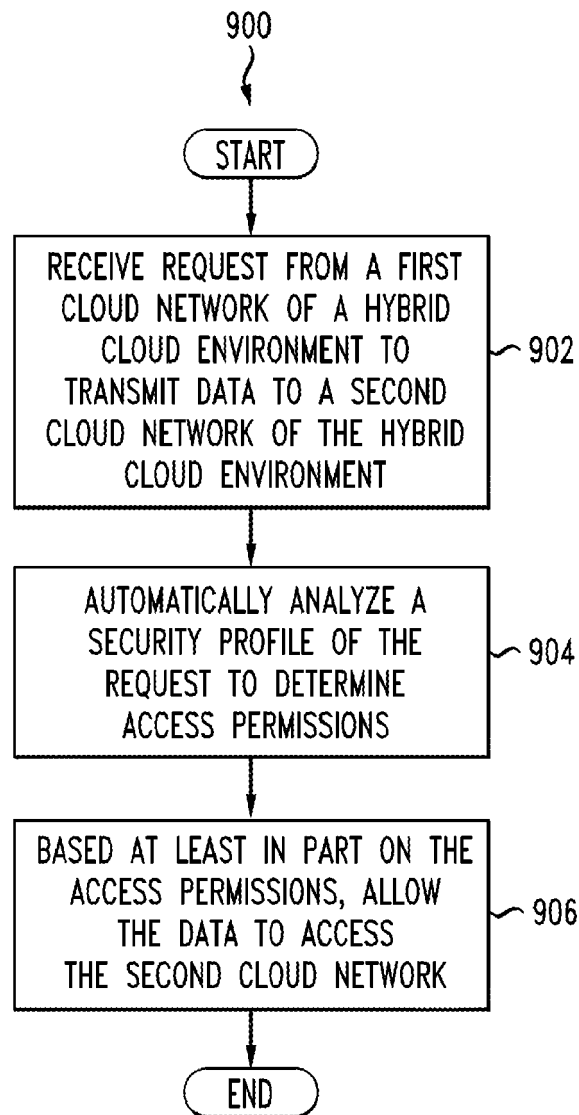 900
START
RECEIVE REQUEST FROM A FIRST
CLOUD NETWORK OF A HYBRID
CLOUD ENVIRONMENT TO
TRANSMIT DATA TO A SECOND
CLOUD NETWORK OF THE HYBRID
CLOUD ENVIRONMENT
902
AUTOMATICALLY ANALYZE A
SECURITY PROFILE OF THE
REQUEST TO DETERMINE
ACCESS PERMISSIONS
904
BASED AT LEAST IN PART ON THE
ACCESS PERMISSIONS, ALLOW
THE DATA TO ACCESS
THE SECOND CLOUD NETWORK
906
END